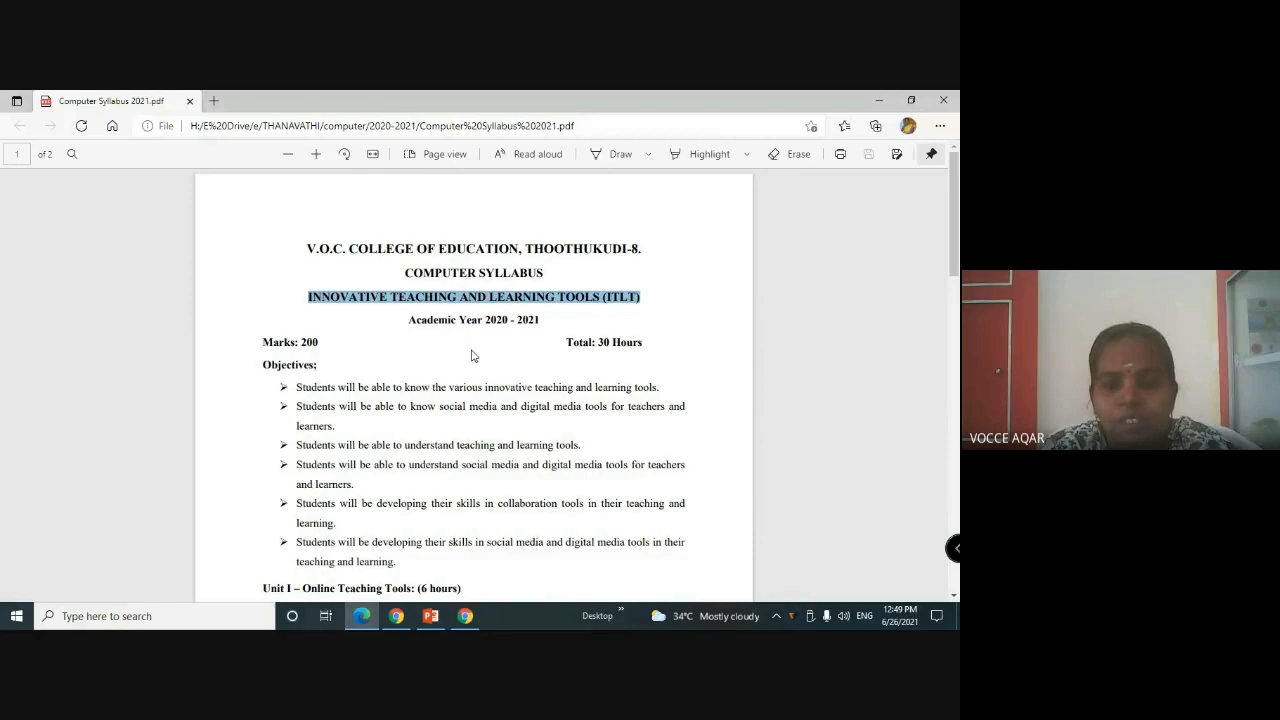 Computer Syllabus 2021.pdf
File H:/E%20Drive/e/THANAVATHI/computer/2020-2021/Computer%20Syllabus%202021.pdf
1 of 2 Page view Read aloud Draw Highlight Erase
V.O.C. COLLEGE OF EDUCATION, THOOTHUKUDI-8.
COMPUTER SYLLABUS
INNOVATIVE TEACHING AND LEARNING TOOLS (ITLT)
Academic Year 2020 - 2021
Marks: 200 Total: 30 Hours
Objectives;
➢ Students will be able to know the various innovative teaching and learning tools.
➢ Students will be able to know social media and digital media tools for teachers and
learners.
➢ Students will be able to understand teaching and learning tools.
➢ Students will be able to understand social media and digital media tools for teachers
and learners.
➢ Students will be developing their skills in collaboration tools in their teaching and
learning.
➢ Students will be developing their skills in social media and digital media tools in their
teaching and learning.
Unit I – Online Teaching Tools: (6 hours)
VOCCE AQAR
Type here to search Desktop 34°C Mostly cloudy ENG 12:49 PM
6/26/2021